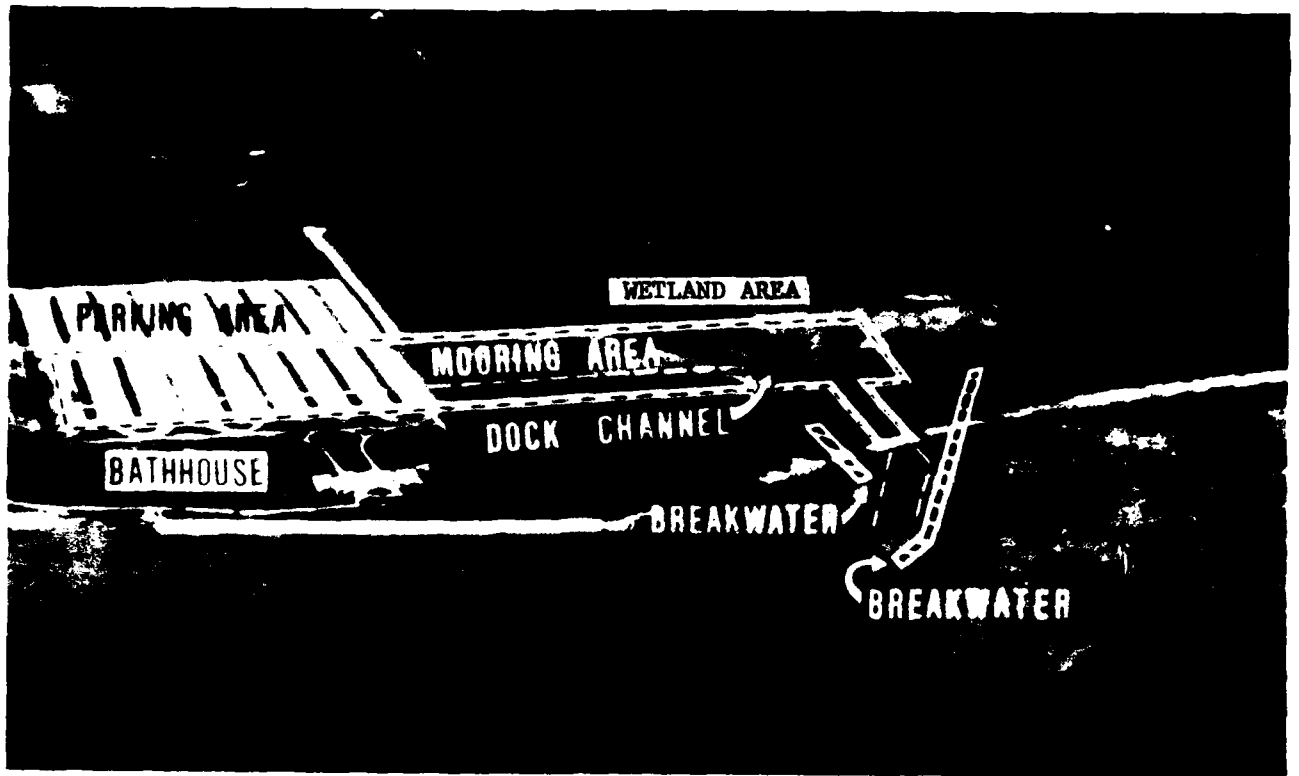 WETLAND AREA
PARKING AREA
MOORING AREA
DOCK CHANNEL
BATHHOUSE
BREAKWATER
BREAKWATER